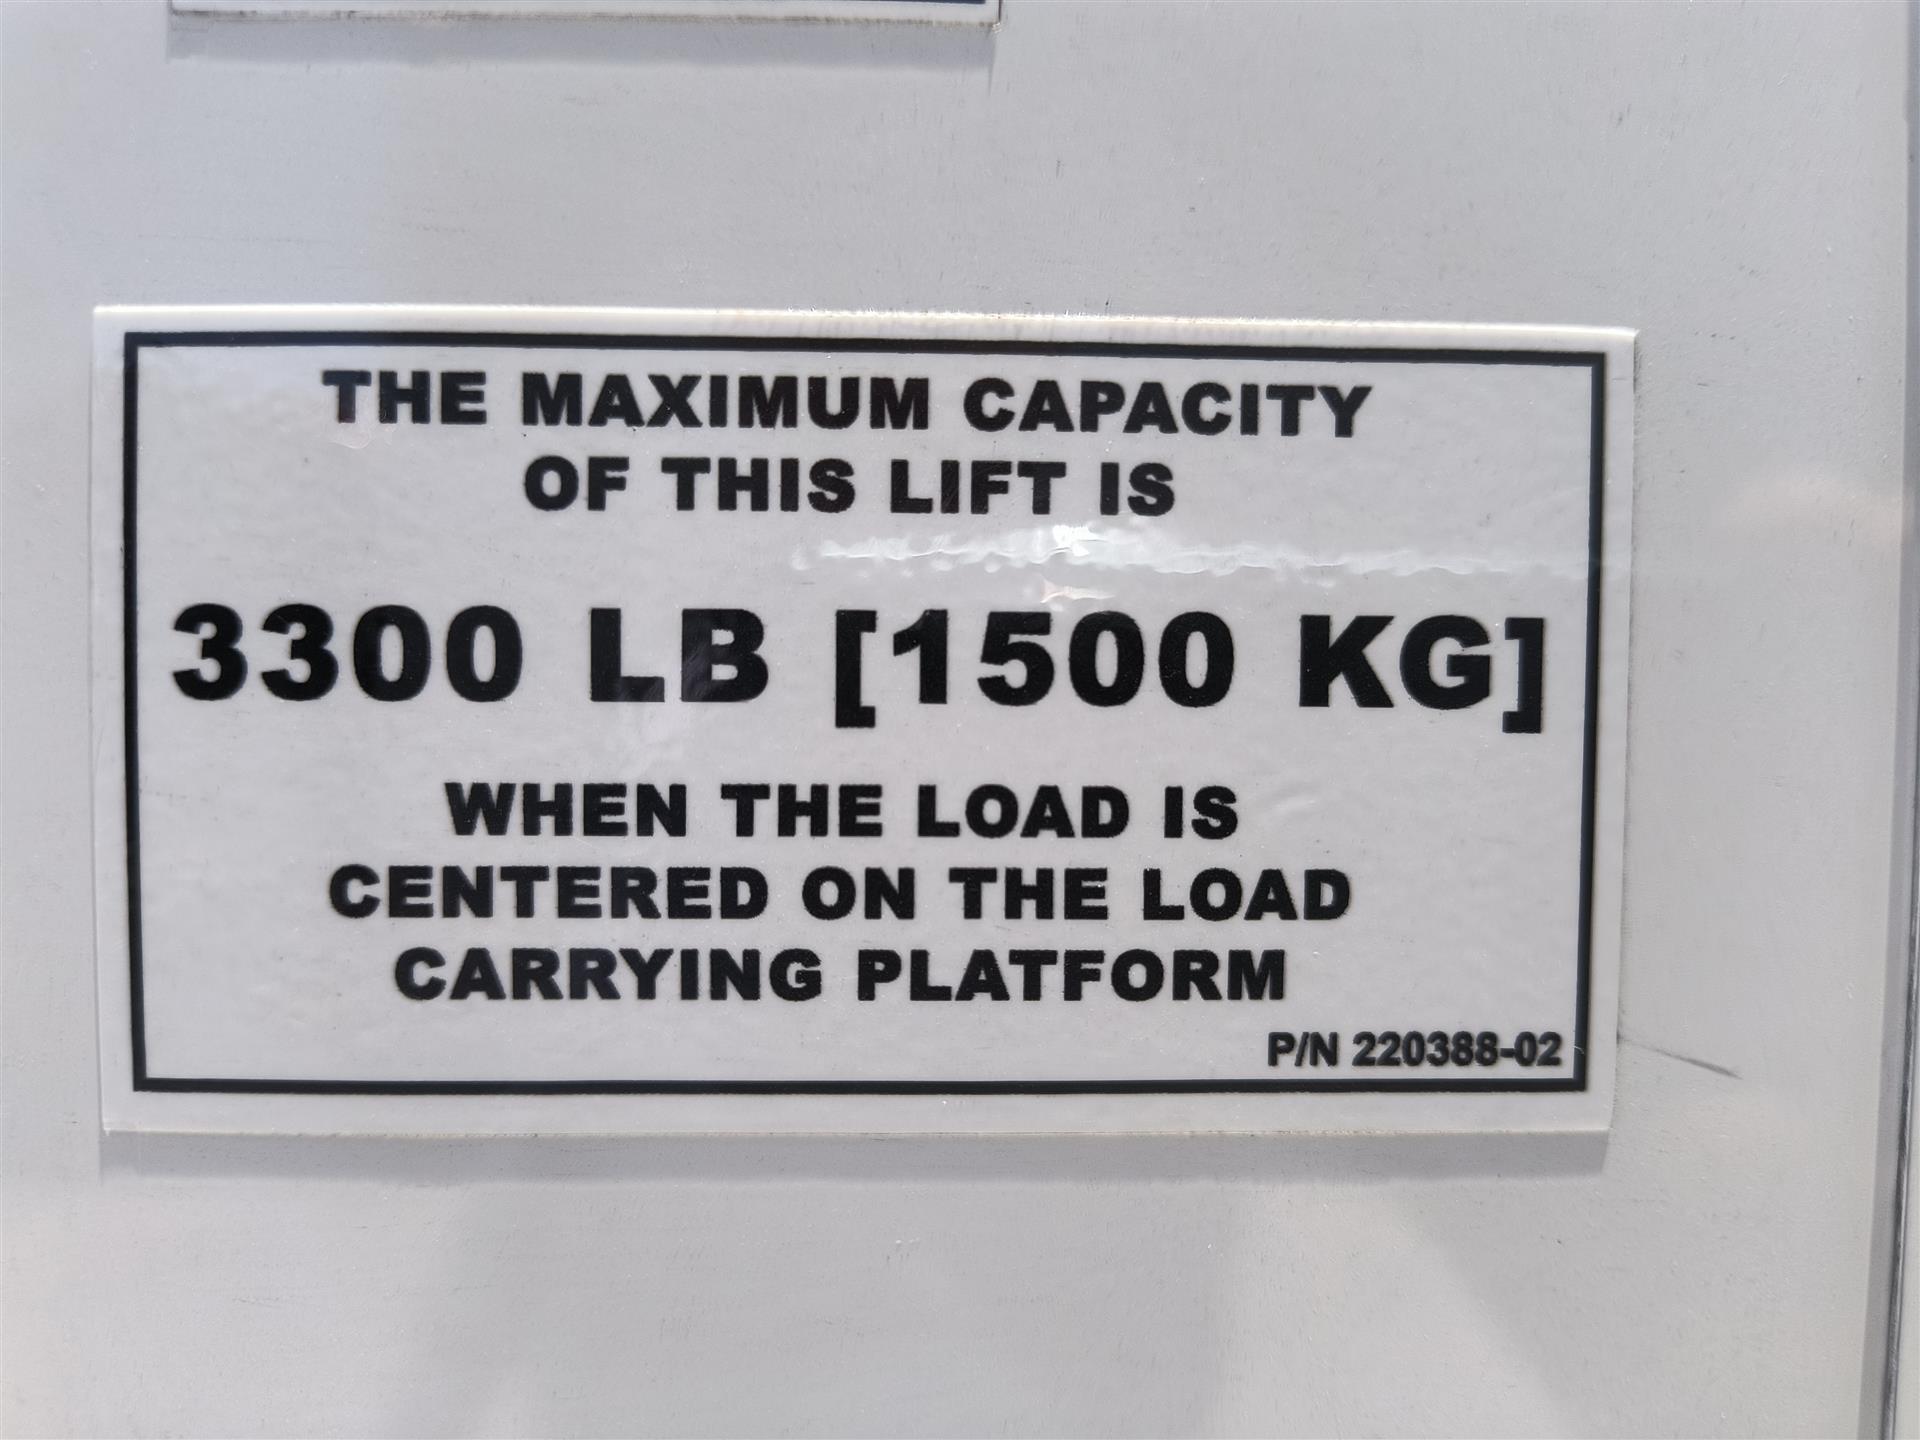 THE MAXIMUM CAPACITY
OF THIS LIFT IS
3300 LB [1500 KG]
WHEN THE LOAD IS
CENTERED ON THE LOAD
CARRYING PLATFORM
P/N 220388-02